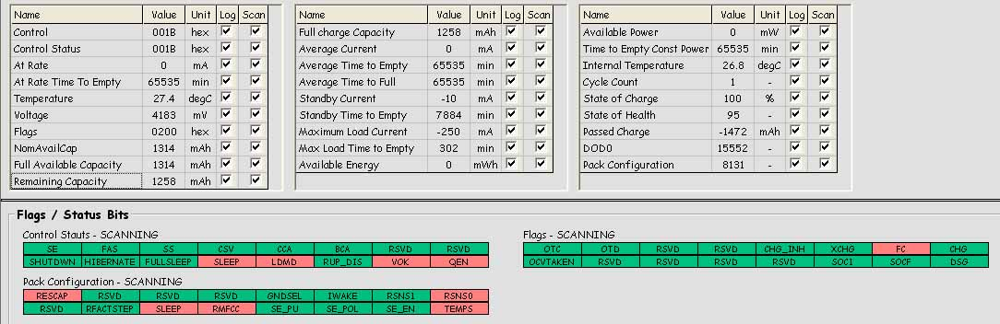 Name Value Unit Log Scan
Control 001B hex
Control Status 001B hex
At Rate 0 mA
At Rate Time To Empty 65535 min
Temperature 27.4 degC
Voltage 4183 mV
Flags 0200 hex
NomAvailCap 1314 mAh
Full Available Capacity 1314 mAh
Remaining Capacity 1258 mAh
Name Value Unit Log Scan
Full charge Capacity 1258 mAh
Average Current 0 mA
Average Time to Empty 65535 min
Average Time to Full 65535 min
Standby Current -10 mA
Standby Time to Empty 7884 min
Maximum Load Current -250 mA
Max Load Time to Empty 302 min
Available Energy 0 mWh
Name Value Unit Log Scan
Available Power 0 mW
Time to Empty Const Power 65535 min
Internal Temperature 26.8 degC
Cycle Count 1 -
State of Charge 100 %
State of Health 95 -
Passed Charge -1472 mAh
DOD0 15552 -
Pack Configuration 8131 -
Flags / Status Bits
Control Stauts - SCANNING
SE FAS SS CSV CCA BCA RSVD RSVD
SHUTDWN HIBERNATE FULLSLEEP SLEEP LDMD RUP_DIS VOK QEN
Pack Configuration - SCANNING
RESCAP RSVD RSVD RSVD GNDSEL IWAKE RSNS1 RSNS0
RSVD RFACTSTEP SLEEP RMFCC SE_PU SE_POL SE_EN TEMPS
Flags - SCANNING
OTC OTD RSVD RSVD CHG_INH XCHG FC CHG
OCVTAKEN RSVD RSVD RSVD RSVD SOC1 SOCF DSG